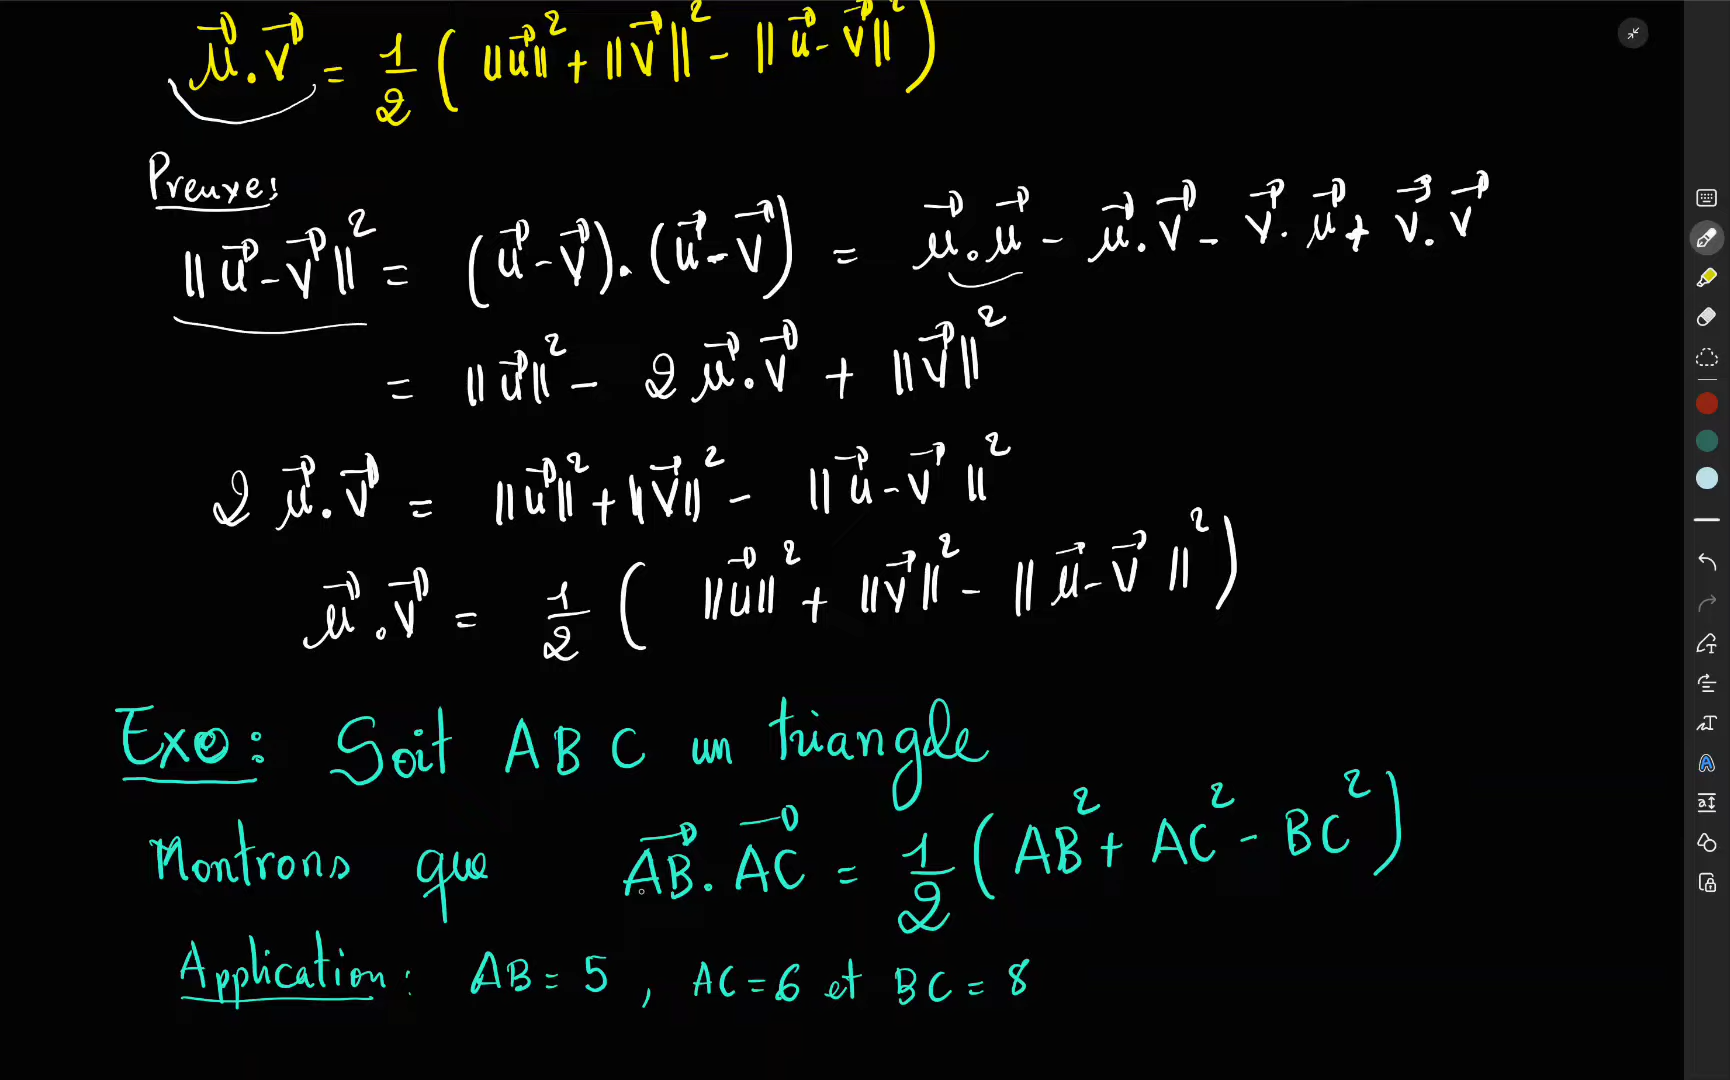 u⃗.v⃗ = 1/2 ( ||u⃗||² + ||v⃗||² - ||u⃗ - v⃗||² )
Preuve:
||u⃗ - v⃗||² = (u⃗ - v⃗).(u⃗ - v⃗) = u⃗.u⃗ - u⃗.v⃗ - v⃗.u⃗ + v⃗.v⃗
= ||u⃗||² - 2 u⃗.v⃗ + ||v⃗||²
2 u⃗.v⃗ = ||u⃗||² + ||v⃗||² - ||u⃗ - v⃗||²
u⃗.v⃗ = 1/2 ( ||u⃗||² + ||v⃗||² - ||u⃗ - v⃗||² )
Exo: Soit ABC un triangle
Montrons que AB⃗.AC⃗ = 1/2 ( AB² + AC² - BC² )
Application: AB = 5, AC = 6 et BC = 8